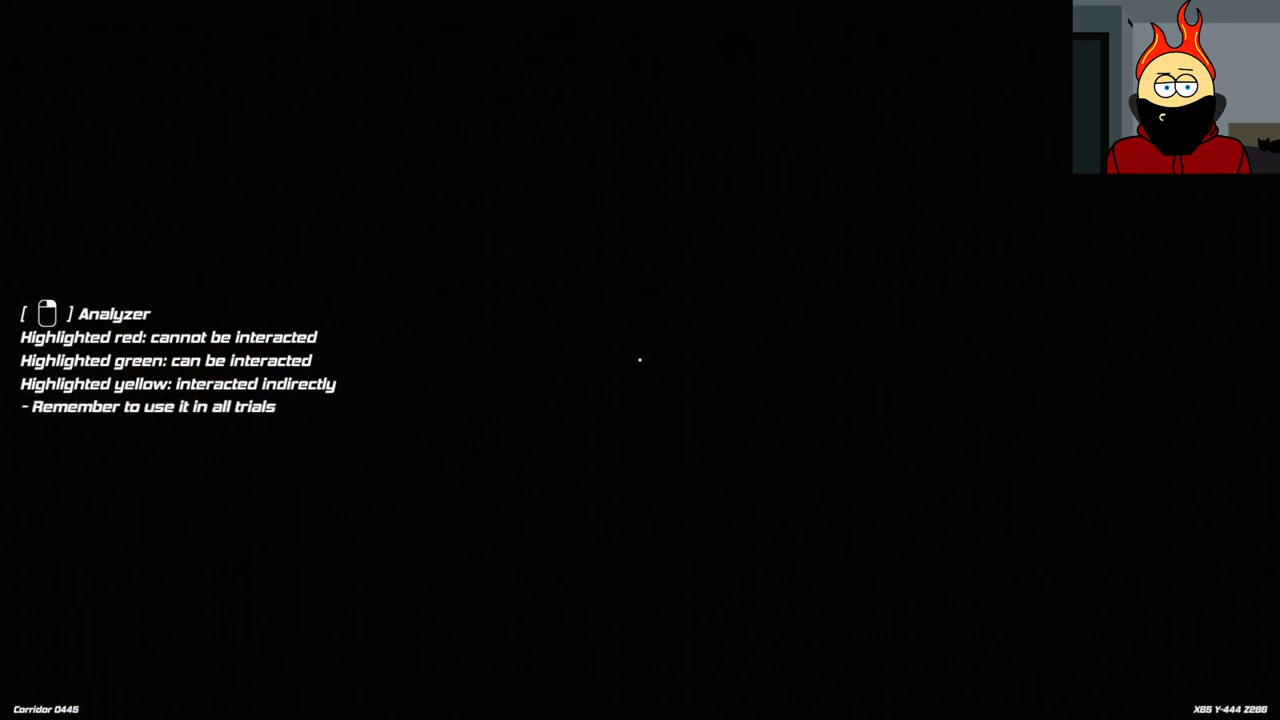 [ ] Analyzer
Highlighted red: cannot be interacted
Highlighted green: can be interacted
Highlighted yellow: interacted indirectly
- Remember to use it in all trials
Corridor 0445
X65 Y-444 Z286